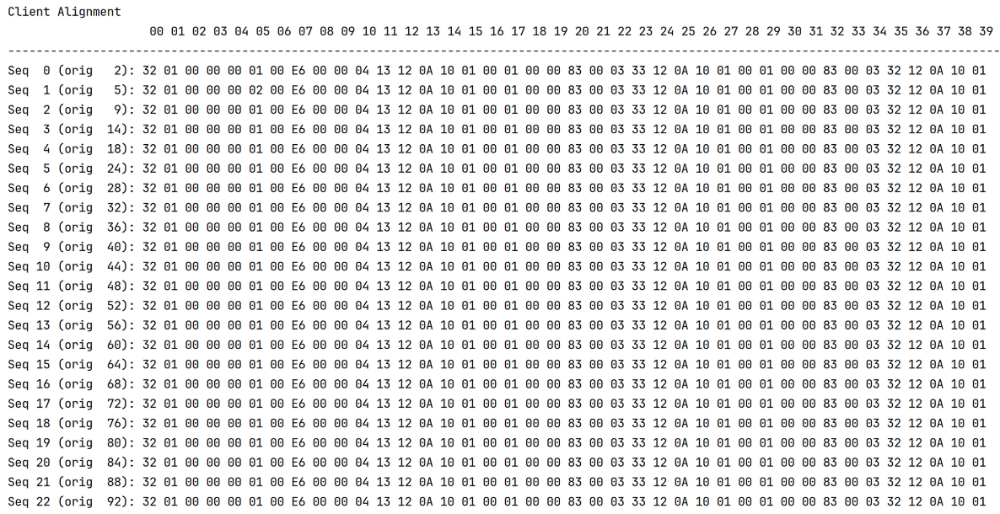 Client Alignment
                    00 01 02 03 04 05 06 07 08 09 10 11 12 13 14 15 16 17 18 19 20 21 22 23 24 25 26 27 28 29 30 31 32 33 34 35 36 37 38 39
--------------------------------------------------------------------------------------------------------------------------------------------
Seq  0 (orig   2): 32 01 00 00 00 01 00 E6 00 00 04 13 12 0A 10 01 00 01 00 00 83 00 03 33 12 0A 10 01 00 01 00 00 83 00 03 32 12 0A 10 01
Seq  1 (orig   5): 32 01 00 00 00 02 00 E6 00 00 04 13 12 0A 10 01 00 01 00 00 83 00 03 33 12 0A 10 01 00 01 00 00 83 00 03 32 12 0A 10 01
Seq  2 (orig   9): 32 01 00 00 00 01 00 E6 00 00 04 13 12 0A 10 01 00 01 00 00 83 00 03 33 12 0A 10 01 00 01 00 00 83 00 03 32 12 0A 10 01
Seq  3 (orig  14): 32 01 00 00 00 01 00 E6 00 00 04 13 12 0A 10 01 00 01 00 00 83 00 03 33 12 0A 10 01 00 01 00 00 83 00 03 32 12 0A 10 01
Seq  4 (orig  18): 32 01 00 00 00 01 00 E6 00 00 04 13 12 0A 10 01 00 01 00 00 83 00 03 33 12 0A 10 01 00 01 00 00 83 00 03 32 12 0A 10 01
Seq  5 (orig  24): 32 01 00 00 00 01 00 E6 00 00 04 13 12 0A 10 01 00 01 00 00 83 00 03 33 12 0A 10 01 00 01 00 00 83 00 03 32 12 0A 10 01
Seq  6 (orig  28): 32 01 00 00 00 01 00 E6 00 00 04 13 12 0A 10 01 00 01 00 00 83 00 03 33 12 0A 10 01 00 01 00 00 83 00 03 32 12 0A 10 01
Seq  7 (orig  32): 32 01 00 00 00 01 00 E6 00 00 04 13 12 0A 10 01 00 01 00 00 83 00 03 33 12 0A 10 01 00 01 00 00 83 00 03 32 12 0A 10 01
Seq  8 (orig  36): 32 01 00 00 00 01 00 E6 00 00 04 13 12 0A 10 01 00 01 00 00 83 00 03 33 12 0A 10 01 00 01 00 00 83 00 03 32 12 0A 10 01
Seq  9 (orig  40): 32 01 00 00 00 01 00 E6 00 00 04 13 12 0A 10 01 00 01 00 00 83 00 03 33 12 0A 10 01 00 01 00 00 83 00 03 32 12 0A 10 01
Seq 10 (orig  44): 32 01 00 00 00 01 00 E6 00 00 04 13 12 0A 10 01 00 01 00 00 83 00 03 33 12 0A 10 01 00 01 00 00 83 00 03 32 12 0A 10 01
Seq 11 (orig  48): 32 01 00 00 00 01 00 E6 00 00 04 13 12 0A 10 01 00 01 00 00 83 00 03 33 12 0A 10 01 00 01 00 00 83 00 03 32 12 0A 10 01
Seq 12 (orig  52): 32 01 00 00 00 01 00 E6 00 00 04 13 12 0A 10 01 00 01 00 00 83 00 03 33 12 0A 10 01 00 01 00 00 83 00 03 32 12 0A 10 01
Seq 13 (orig  56): 32 01 00 00 00 01 00 E6 00 00 04 13 12 0A 10 01 00 01 00 00 83 00 03 33 12 0A 10 01 00 01 00 00 83 00 03 32 12 0A 10 01
Seq 14 (orig  60): 32 01 00 00 00 01 00 E6 00 00 04 13 12 0A 10 01 00 01 00 00 83 00 03 33 12 0A 10 01 00 01 00 00 83 00 03 32 12 0A 10 01
Seq 15 (orig  64): 32 01 00 00 00 01 00 E6 00 00 04 13 12 0A 10 01 00 01 00 00 83 00 03 33 12 0A 10 01 00 01 00 00 83 00 03 32 12 0A 10 01
Seq 16 (orig  68): 32 01 00 00 00 01 00 E6 00 00 04 13 12 0A 10 01 00 01 00 00 83 00 03 33 12 0A 10 01 00 01 00 00 83 00 03 32 12 0A 10 01
Seq 17 (orig  72): 32 01 00 00 00 01 00 E6 00 00 04 13 12 0A 10 01 00 01 00 00 83 00 03 33 12 0A 10 01 00 01 00 00 83 00 03 32 12 0A 10 01
Seq 18 (orig  76): 32 01 00 00 00 01 00 E6 00 00 04 13 12 0A 10 01 00 01 00 00 83 00 03 33 12 0A 10 01 00 01 00 00 83 00 03 32 12 0A 10 01
Seq 19 (orig  80): 32 01 00 00 00 01 00 E6 00 00 04 13 12 0A 10 01 00 01 00 00 83 00 03 33 12 0A 10 01 00 01 00 00 83 00 03 32 12 0A 10 01
Seq 20 (orig  84): 32 01 00 00 00 01 00 E6 00 00 04 13 12 0A 10 01 00 01 00 00 83 00 03 33 12 0A 10 01 00 01 00 00 83 00 03 32 12 0A 10 01
Seq 21 (orig  88): 32 01 00 00 00 01 00 E6 00 00 04 13 12 0A 10 01 00 01 00 00 83 00 03 33 12 0A 10 01 00 01 00 00 83 00 03 32 12 0A 10 01
Seq 22 (orig  92): 32 01 00 00 00 01 00 E6 00 00 04 13 12 0A 10 01 00 01 00 00 83 00 03 33 12 0A 10 01 00 01 00 00 83 00 03 32 12 0A 10 01